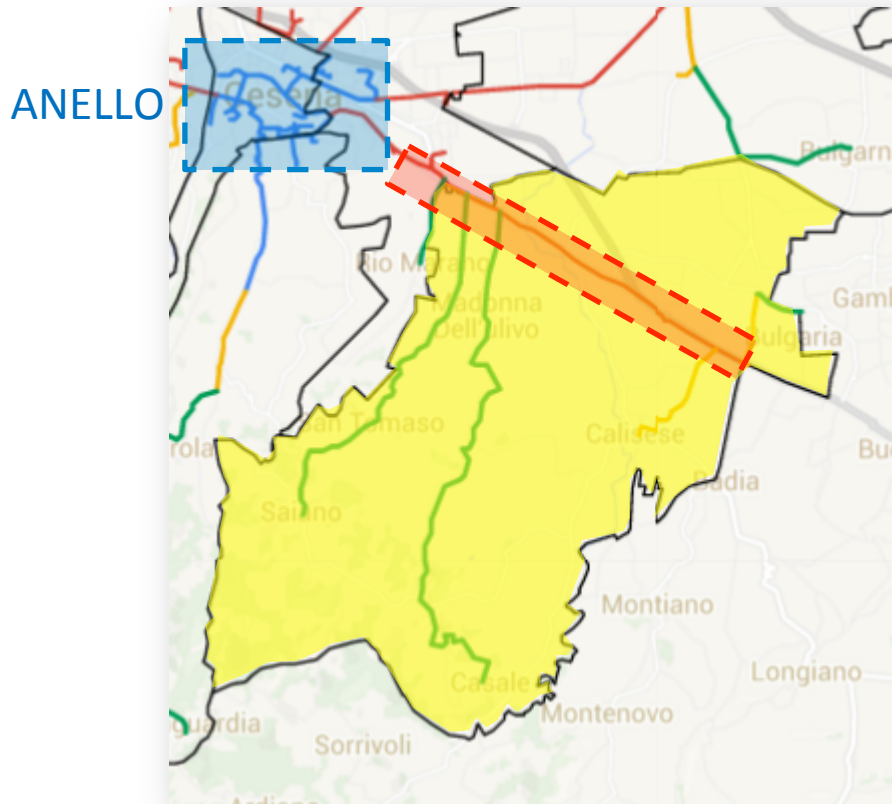 ANELLO
Cesena
Bulgarn
Rio Marano
Madonna
Dell'ulivo
Gamb
Bulgaria
San Tomaso
Calisese
rola
Bu
Badia
Saiano
Montiano
Longiano
Casale
Montenovo
guardia
Sorrivoli
Ardiano